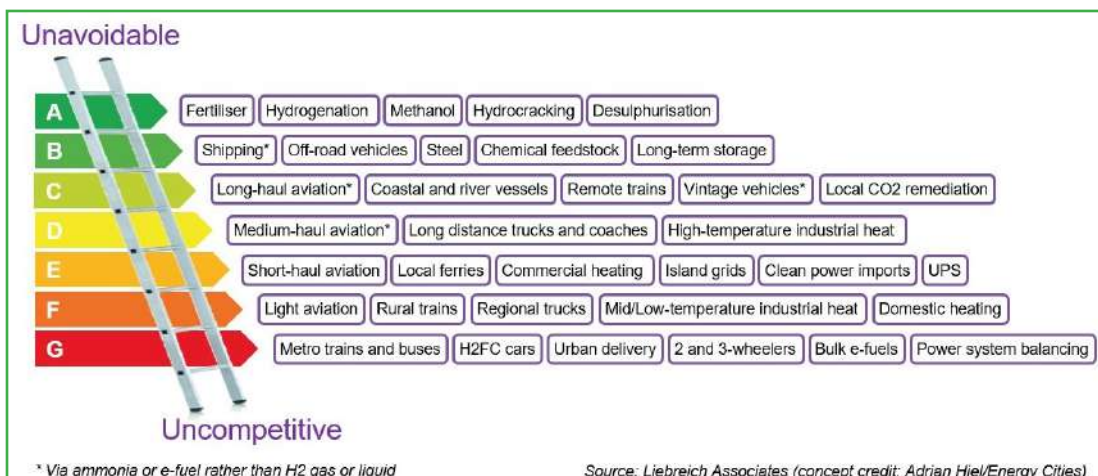 Unavoidable
A Fertiliser Hydrogenation Methanol Hydrocracking Desulphurisation
B Shipping* Off-road vehicles Steel Chemical feedstock Long-term storage
C Long-haul aviation* Coastal and river vessels Remote trains Vintage vehicles* Local CO2 remediation
D Medium-haul aviation* Long distance trucks and coaches High-temperature industrial heat
E Short-haul aviation Local ferries Commercial heating Island grids Clean power imports UPS
F Light aviation Rural trains Regional trucks Mid/Low-temperature industrial heat Domestic heating
G Metro trains and buses H2FC cars Urban delivery 2 and 3-wheelers Bulk e-fuels Power system balancing
Uncompetitive
* Via ammonia or e-fuel rather than H2 gas or liquid Source: Liebreich Associates (concept credit: Adrian Hiel/Energy Cities)